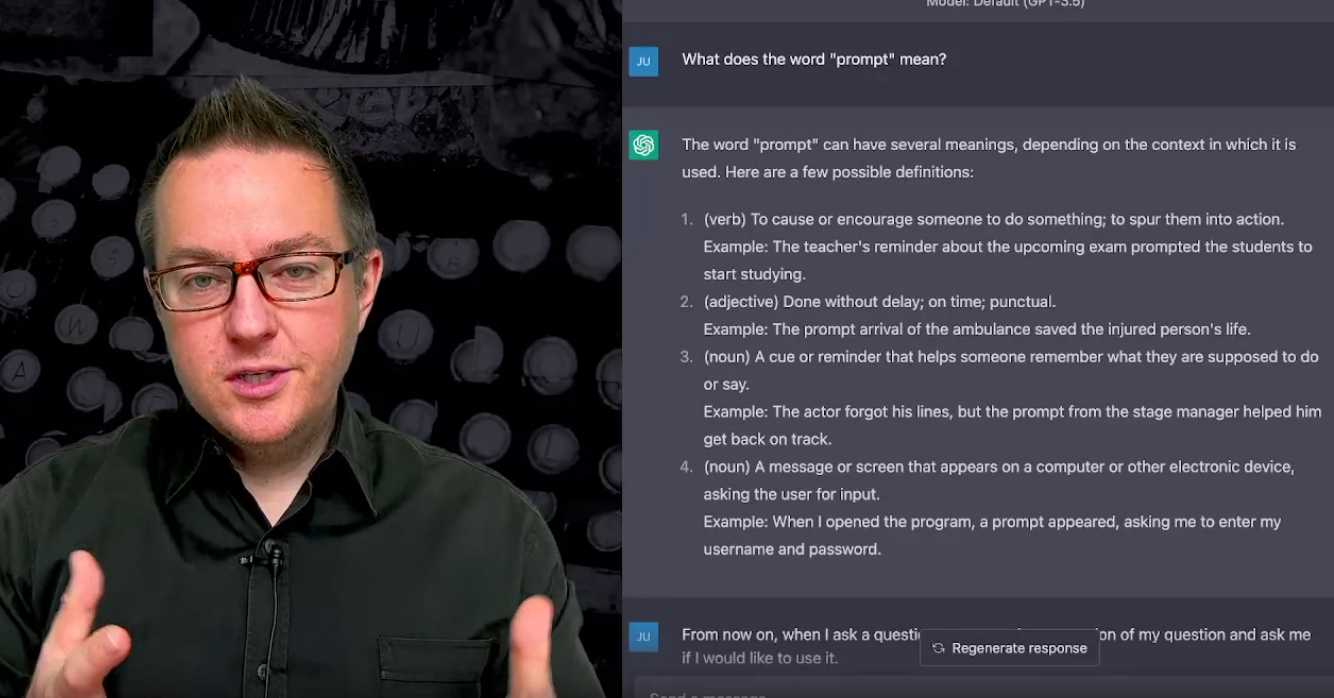 Model: Default (GPT-3.5)
JU
What does the word "prompt" mean?
The word "prompt" can have several meanings, depending on the context in which it is
used. Here are a few possible definitions:
1. (verb) To cause or encourage someone to do something; to spur them into action.
Example: The teacher's reminder about the upcoming exam prompted the students to
start studying.
2. (adjective) Done without delay; on time; punctual.
Example: The prompt arrival of the ambulance saved the injured person's life.
3. (noun) A cue or reminder that helps someone remember what they are supposed to do
or say.
Example: The actor forgot his lines, but the prompt from the stage manager helped him
get back on track.
4. (noun) A message or screen that appears on a computer or other electronic device,
asking the user for input.
Example: When I opened the program, a prompt appeared, asking me to enter my
username and password.
JU
From now on, when I ask a of my question and ask me
if I would like to use it.
Regenerate response
Send a message